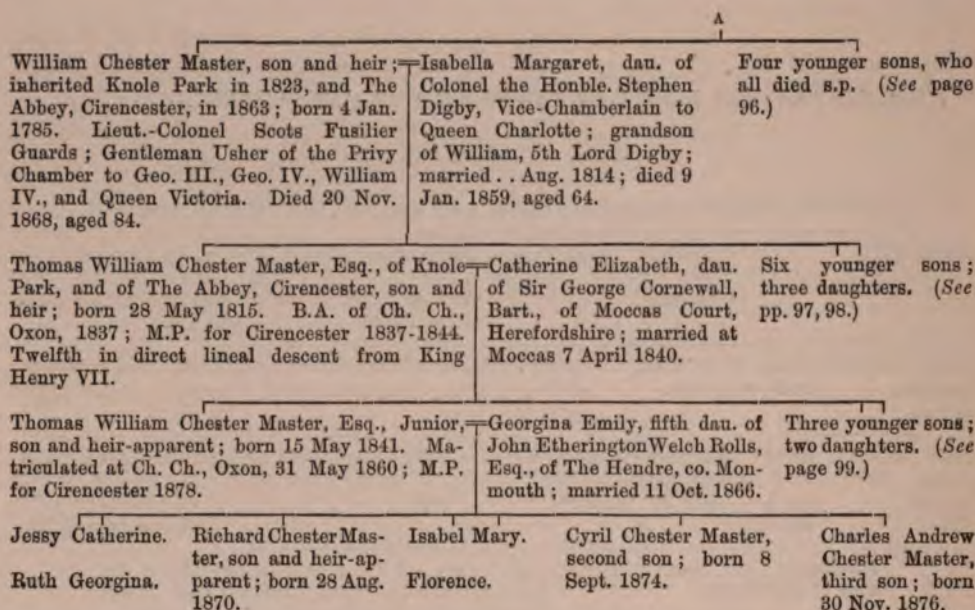 A
William Chester Master, son and heir;
inherited Knole Park in 1823, and The
Abbey, Cirencester, in 1863; born 4 Jan.
1785. Lieut.-Colonel Scots Fusilier
Guards; Gentleman Usher of the Privy
Chamber to Geo. III., Geo. IV., William
IV., and Queen Victoria. Died 20 Nov.
1868, aged 84.
Isabella Margaret, dau. of
Colonel the Honble. Stephen
Digby, Vice-Chamberlain to
Queen Charlotte; grandson
of William, 5th Lord Digby;
married . . Aug. 1814; died 9
Jan. 1859, aged 64.
Four younger sons, who
all died s.p. (See page
96.)
Thomas William Chester Master, Esq., of Knole
Park, and of The Abbey, Cirencester, son and
heir; born 28 May 1815. B.A. of Ch. Ch.,
Oxon, 1837; M.P. for Cirencester 1837-1844.
Twelfth in direct lineal descent from King
Henry VII.
Catherine Elizabeth, dau.
of Sir George Cornewall,
Bart., of Moccas Court,
Herefordshire; married at
Moccas 7 April 1840.
Six younger sons;
three daughters. (See
pp. 97, 98.)
Thomas William Chester Master, Esq., Junior,
son and heir-apparent; born 15 May 1841. Ma-
triculated at Ch. Ch., Oxon, 31 May 1860; M.P.
for Cirencester 1878.
Georgina Emily, fifth dau. of
John Etherington Welch Rolls,
Esq., of The Hendre, co. Mon-
mouth; married 11 Oct. 1866.
Three younger sons;
two daughters. (See
page 99.)
Jessy Catherine.
Ruth Georgina.
Richard Chester Mas-
ter, son and heir-ap-
parent; born 28 Aug.
1870.
Isabel Mary.
Florence.
Cyril Chester Master,
second son; born 8
Sept. 1874.
Charles Andrew
Chester Master,
third son; born
30 Nov. 1876.